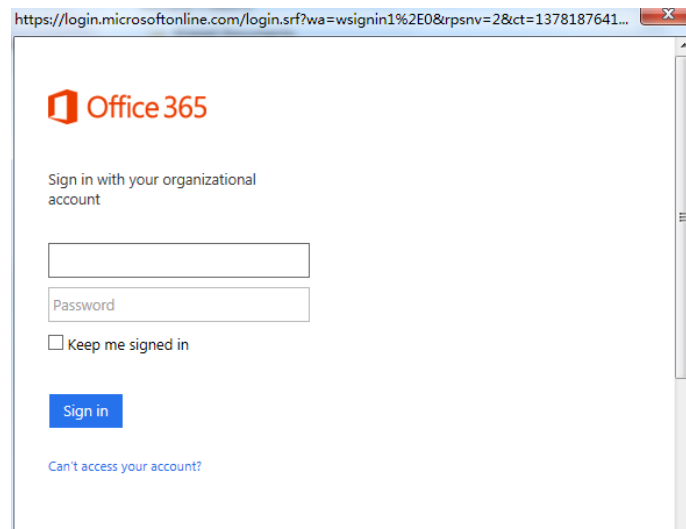 https://login.microsoftonline.com/login.srf?wa=wsignin1%2E0&rpsnv=2&ct=1378187641...
Office 365
Sign in with your organizational
account
Password
Keep me signed in
Sign in
Can't access your account?